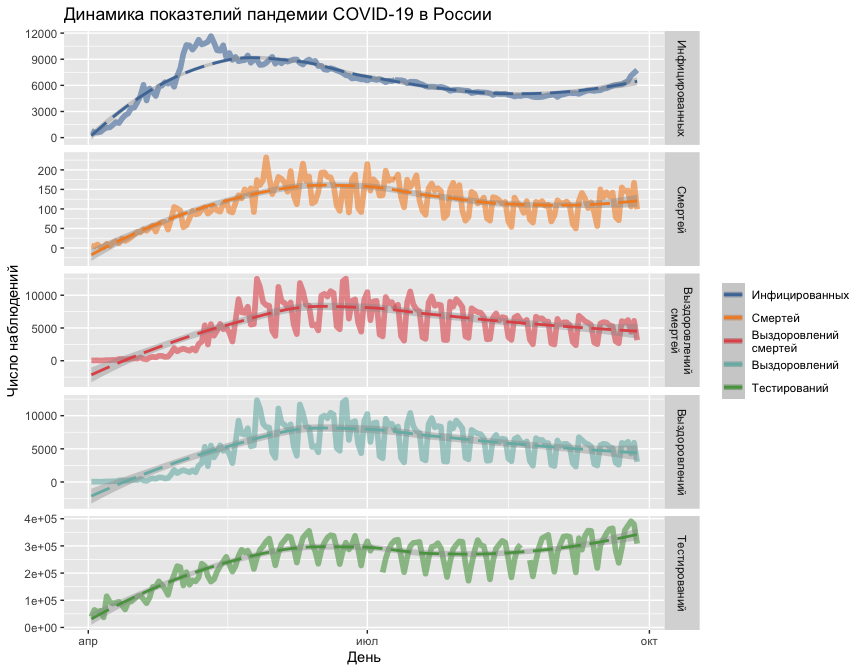 Динамика показтелий пандемии COVID-19 в России
Число наблюдений
12000
9000
6000
3000
0
Инфицированных
200
150
100
50
0
Смертей
10000
5000
0
Выздоровлений
смертей
10000
5000
0
Выздоровлений
4e+05
3e+05
2e+05
1e+05
0e+00
Тестирований
апр
июл
окт
День
Инфицированных
Смертей
Выздоровлений
смертей
Выздоровлений
Тестирований